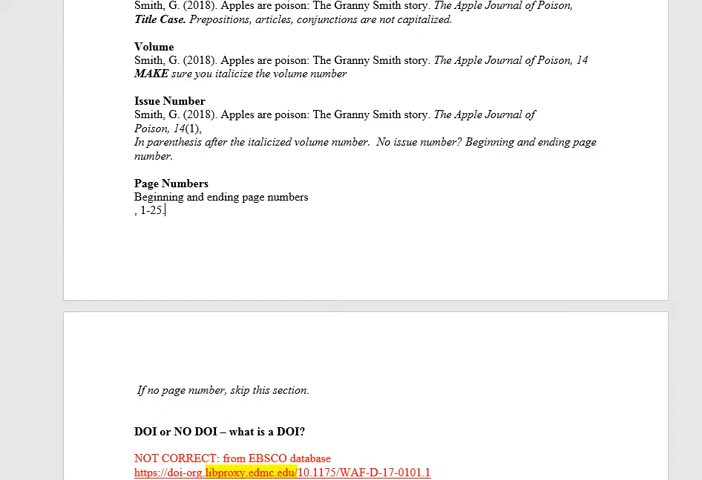 Smith, G. (2018). Apples are poison: The Granny Smith story. The Apple Journal of Poison,
Title Case. Prepositions, articles, conjunctions are not capitalized.
Volume
Smith, G. (2018). Apples are poison: The Granny Smith story. The Apple Journal of Poison, 14
MAKE sure you italicize the volume number
Issue Number
Smith, G. (2018). Apples are poison: The Granny Smith story. The Apple Journal of
Poison, 14(1),
In parenthesis after the italicized volume number. No issue number? Beginning and ending page
number.
Page Numbers
Beginning and ending page numbers
, 1-25.
If no page number, skip this section.
DOI or NO DOI – what is a DOI?
NOT CORRECT: from EBSCO database
https://doi-org.libproxy.edmc.edu/10.1175/WAF-D-17-0101.1